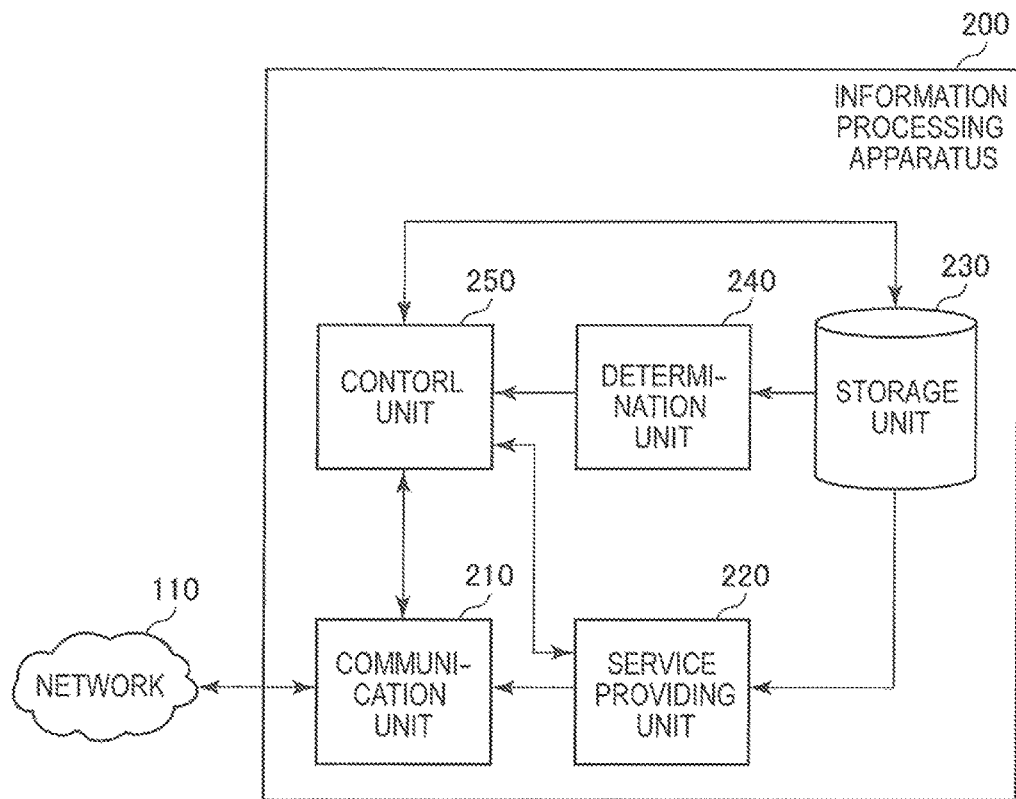 200
INFORMATION
PROCESSING
APPARATUS
250
240
230
CONTORL
UNIT
DETERMI-
NATION
UNIT
STORAGE
UNIT
110
210
220
NETWORK
COMMUNI-
CATION
UNIT
SERVICE
PROVIDING
UNIT